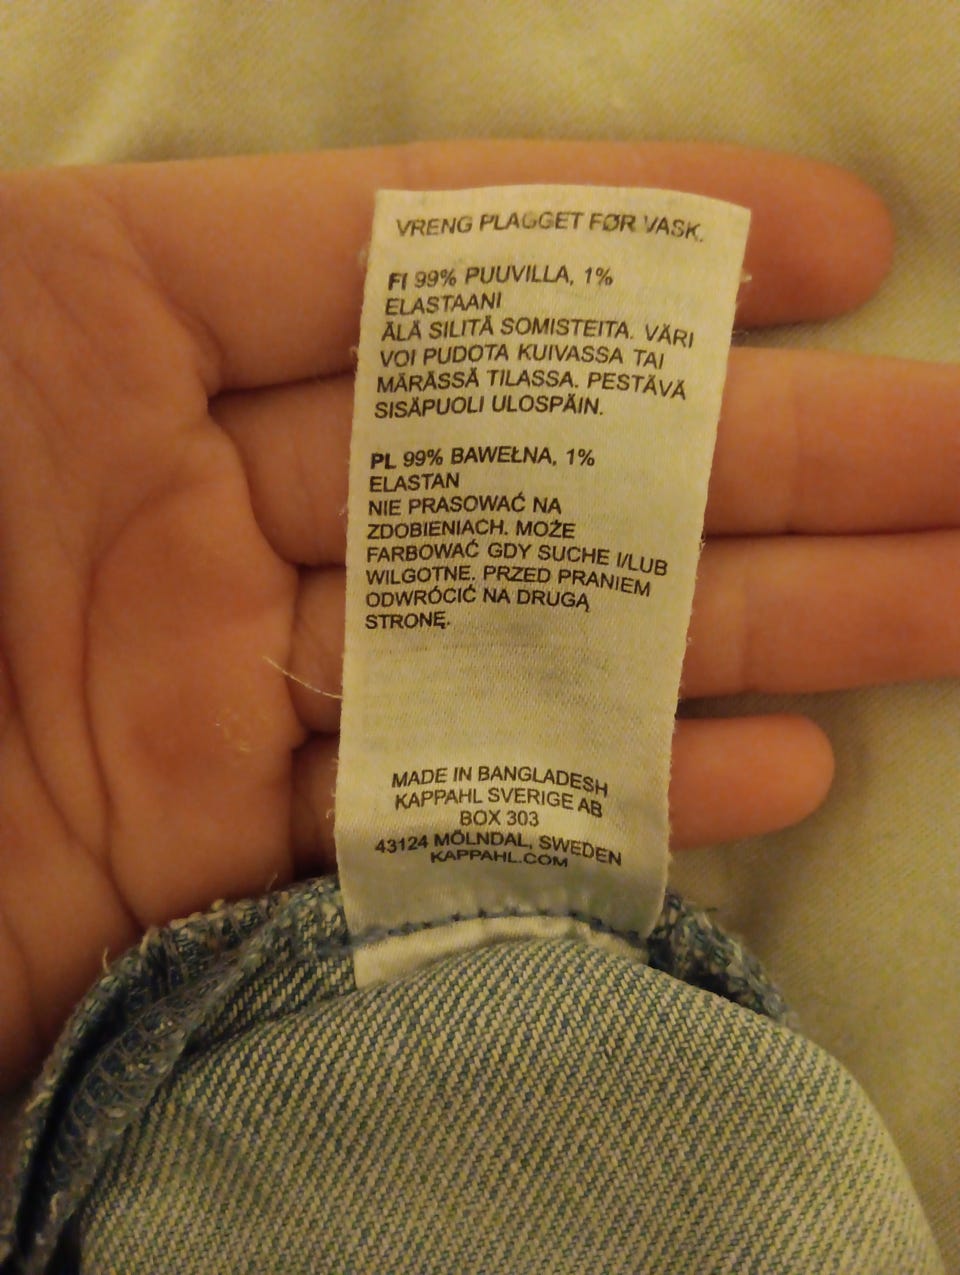 VRENG PLAGGET FØR VASK.
FI 99% PUUVILLA, 1%
ELASTAANI
ÄLÄ SILITÄ SOMISTEITA. VÄRI
VOI PUDOTA KUIVASSA TAI
MÄRÄSSÄ TILASSA. PESTÄVÄ
SISÄPUOLI ULOSPÄIN.
PL 99% BAWEŁNA, 1%
ELASTAN
NIE PRASOWAĆ NA
ZDOBIENIACH. MOŻE
FARBOWAĆ GDY SUCHE I/LUB
WILGOTNE. PRZED PRANIEM
ODWRÓCIĆ NA DRUGĄ
STRONĘ.
MADE IN BANGLADESH
KAPPAHL SVERIGE AB
BOX 303
43124 MÖLNDAL, SWEDEN
KAPPAHL.COM